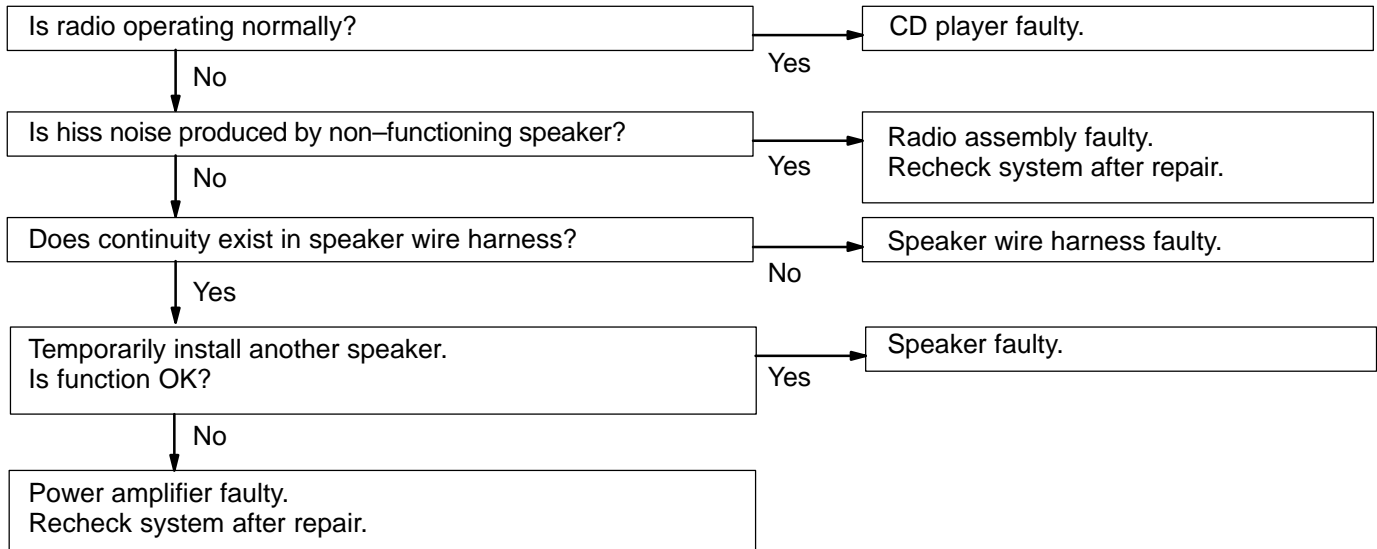 Is radio operating normally?
CD player faulty.
Yes
No
Is hiss noise produced by non–functioning speaker?
Radio assembly faulty.
Recheck system after repair.
Yes
No
Does continuity exist in speaker wire harness?
Speaker wire harness faulty.
No
Yes
Temporarily install another speaker.
Is function OK?
Speaker faulty.
Yes
No
Power amplifier faulty.
Recheck system after repair.